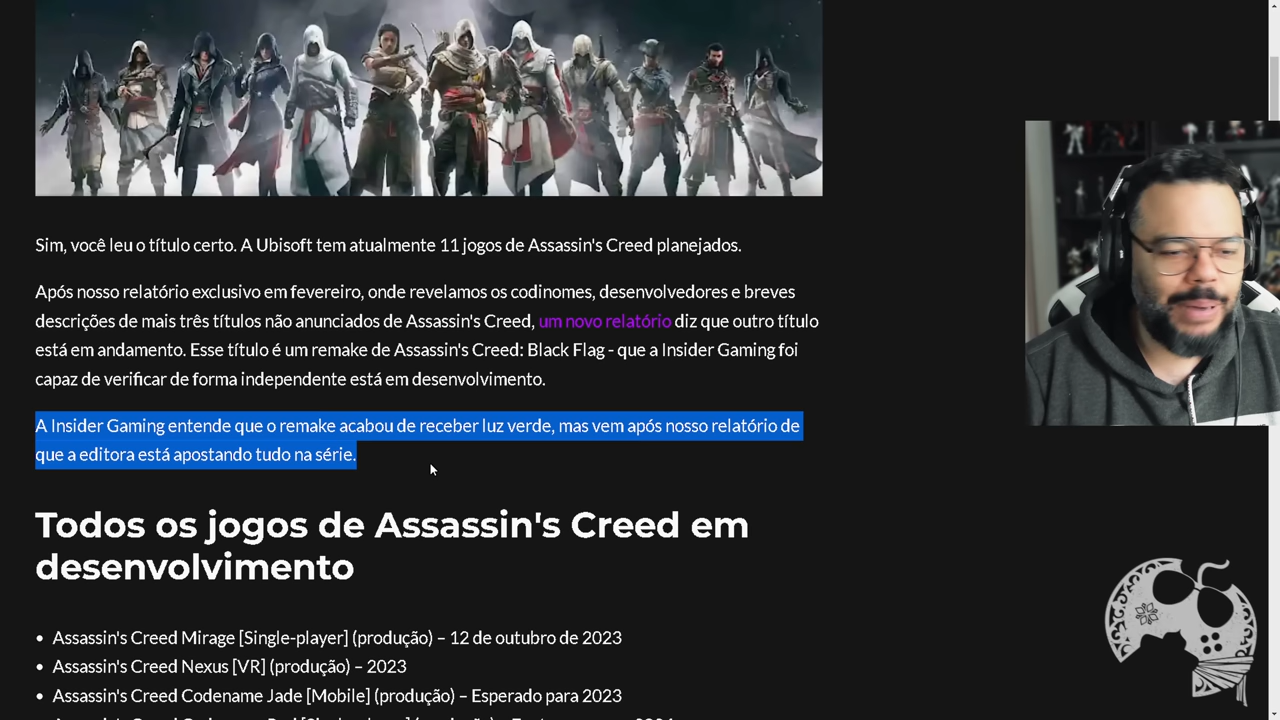 Sim, você leu o título certo. A Ubisoft tem atualmente 11 jogos de Assassin's Creed planejados.
Após nosso relatório exclusivo em fevereiro, onde revelamos os codinomes, desenvolvedores e breves
descrições de mais três títulos não anunciados de Assassin's Creed, um novo relatório diz que outro título
está em andamento. Esse título é um remake de Assassin's Creed: Black Flag - que a Insider Gaming foi
capaz de verificar de forma independente está em desenvolvimento.
A Insider Gaming entende que o remake acabou de receber luz verde, mas vem após nosso relatório de
que a editora está apostando tudo na série.
Todos os jogos de Assassin's Creed em
desenvolvimento
• Assassin's Creed Mirage [Single-player] (produção) – 12 de outubro de 2023
• Assassin's Creed Nexus [VR] (produção) – 2023
• Assassin's Creed Codename Jade [Mobile] (produção) – Esperado para 2023